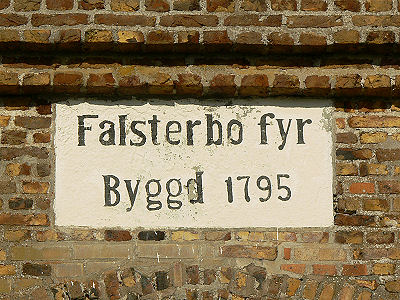 Falsterbo fyr
Byggd 1795